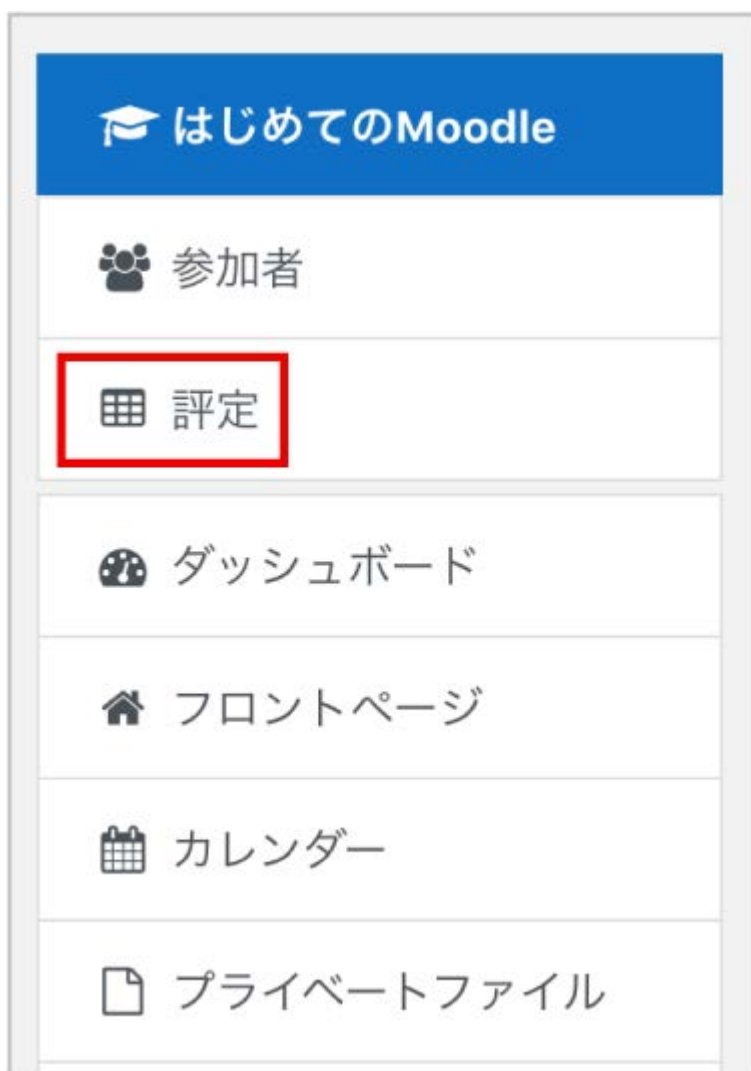 はじめてのMoodle
参加者
評定
ダッシュボード
フロントページ
カレンダー
プライベートファイル